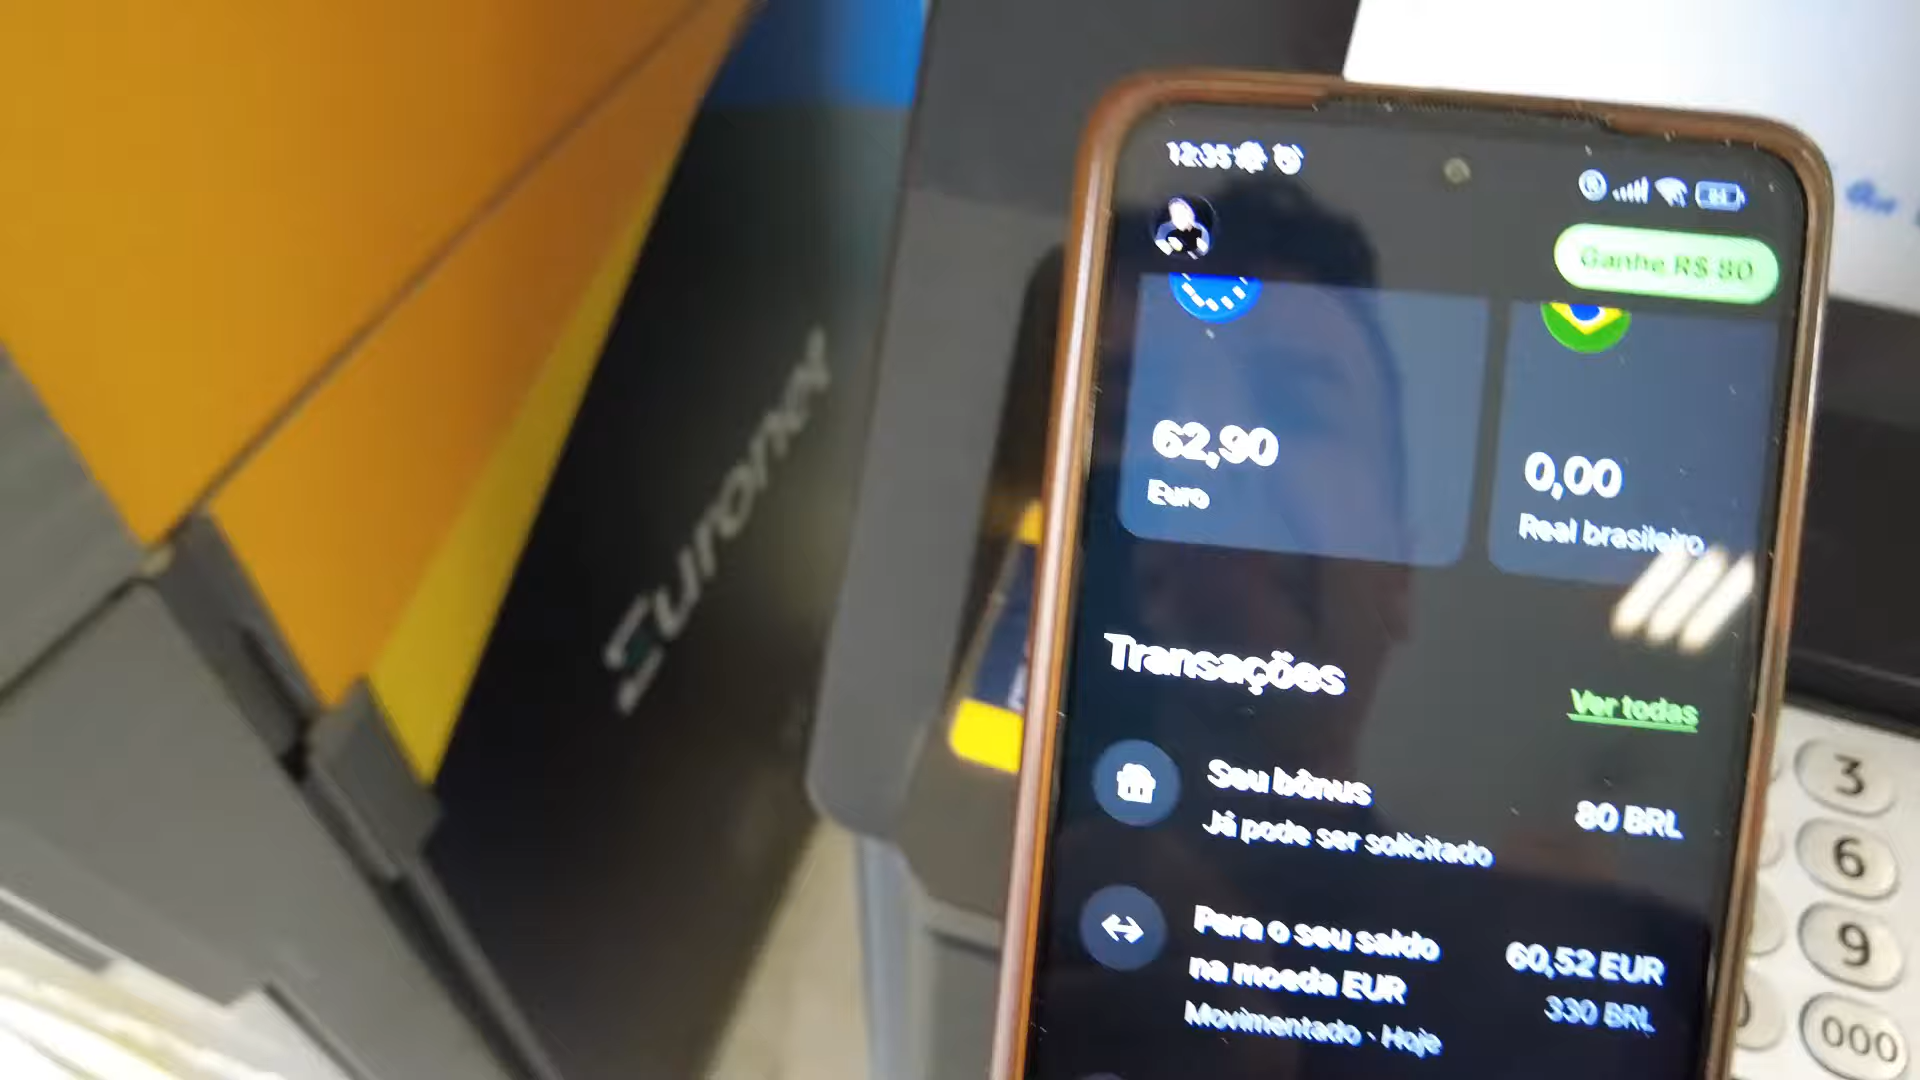 12:35
Ganhe R$ 80
62,90
Euro
0,00
Real brasileiro
Transações
Ver todas
Seu bônus
80 BRL
Já pode ser solicitado
Para o seu saldo
na moeda EUR
60,52 EUR
330 BRL
Movimentado · Hoje
Euronet
3
6
9
000